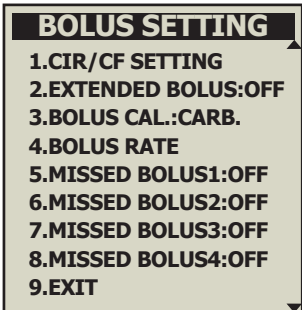 BOLUS SETTING
1.CIR/CF SETTING
2.EXTENDED BOLUS:OFF
3.BOLUS CAL.:CARB.
4.BOLUS RATE
5.MISSED BOLUS1:OFF
6.MISSED BOLUS2:OFF
7.MISSED BOLUS3:OFF
8.MISSED BOLUS4:OFF
9.EXIT